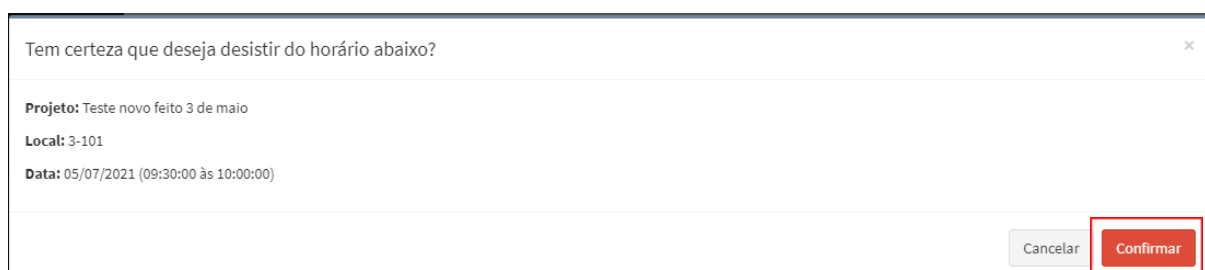 Tem certeza que deseja desistir do horário abaixo?
×
Projeto: Teste novo feito 3 de maio
Local: 3-101
Data: 05/07/2021 (09:30:00 às 10:00:00)
Cancelar Confirmar